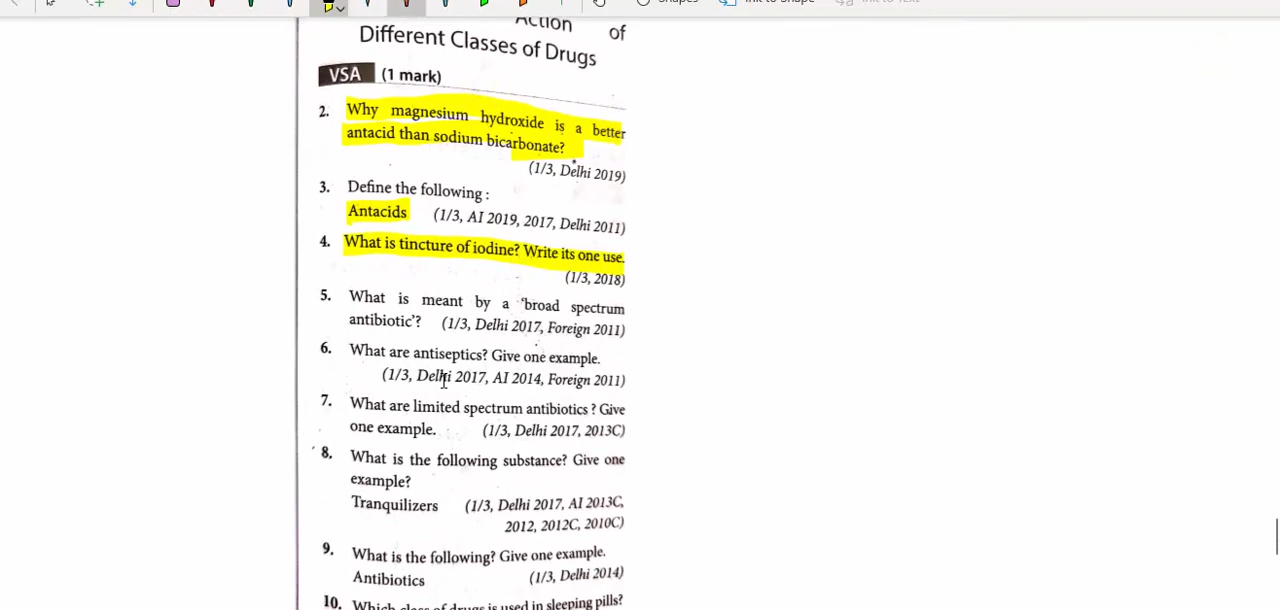 Shapes Ink to Shape Ink to Text
Action of
Different Classes of Drugs
VSA (1 mark)
2. Why magnesium hydroxide is a better
antacid than sodium bicarbonate?
(1/3, Delhi 2019)
3. Define the following :
Antacids (1/3, AI 2019, 2017, Delhi 2011)
4. What is tincture of iodine? Write its one use.
(1/3, 2018)
5. What is meant by a ‘broad spectrum
antibiotic’? (1/3, Delhi 2017, Foreign 2011)
6. What are antiseptics? Give one example.
(1/3, Delhi 2017, AI 2014, Foreign 2011)
7. What are limited spectrum antibiotics ? Give
one example. (1/3, Delhi 2017, 2013C)
8. What is the following substance? Give one
example?
Tranquilizers (1/3, Delhi 2017, AI 2013C,
2012, 2012C, 2010C)
9. What is the following? Give one example.
Antibiotics (1/3, Delhi 2014)
10. Which class of drugs is used in sleeping pills?